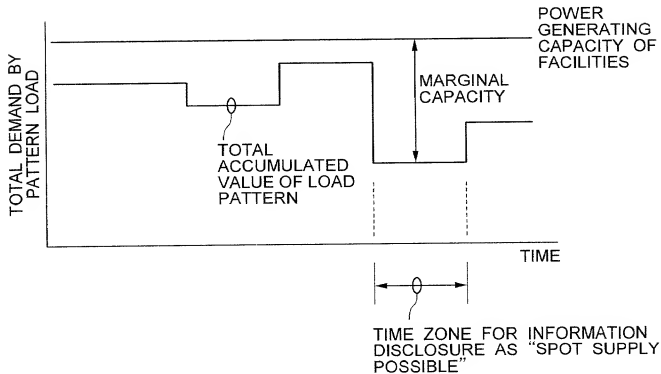 POWER
GENERATING
CAPACITY OF
FACILITIES
TOTAL DEMAND BY
PATTERN LOAD
MARGINAL
CAPACITY
TOTAL
ACCUMULATED
VALUE OF LOAD
PATTERN
TIME
TIME ZONE FOR INFORMATION
DISCLOSURE AS "SPOT SUPPLY
POSSIBLE"